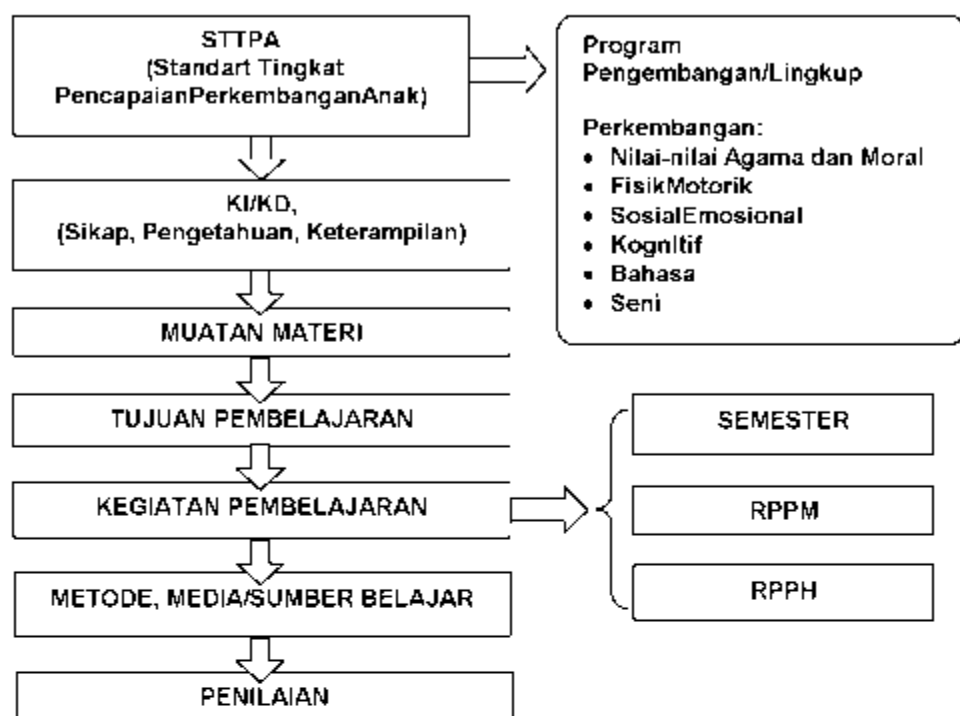 STTPA
(Standart Tingkat
PencapaianPerkembanganAnak)
Program
Pengembangan/Lingkup
Perkembangan:
• Nilai-nilai Agama dan Moral
• FisikMotorik
• SosialEmosional
• KognItif
• Bahasa
• Seni
KI/KD,
(Sikap, Pengetahuan, Keterampilan)
MUATAN MATERI
TUJUAN PEMBELAJARAN
KEGIATAN PEMBELAJARAN
SEMESTER
RPPM
RPPH
METODE, MEDIA/SUMBER BELAJAR
PENILAIAN